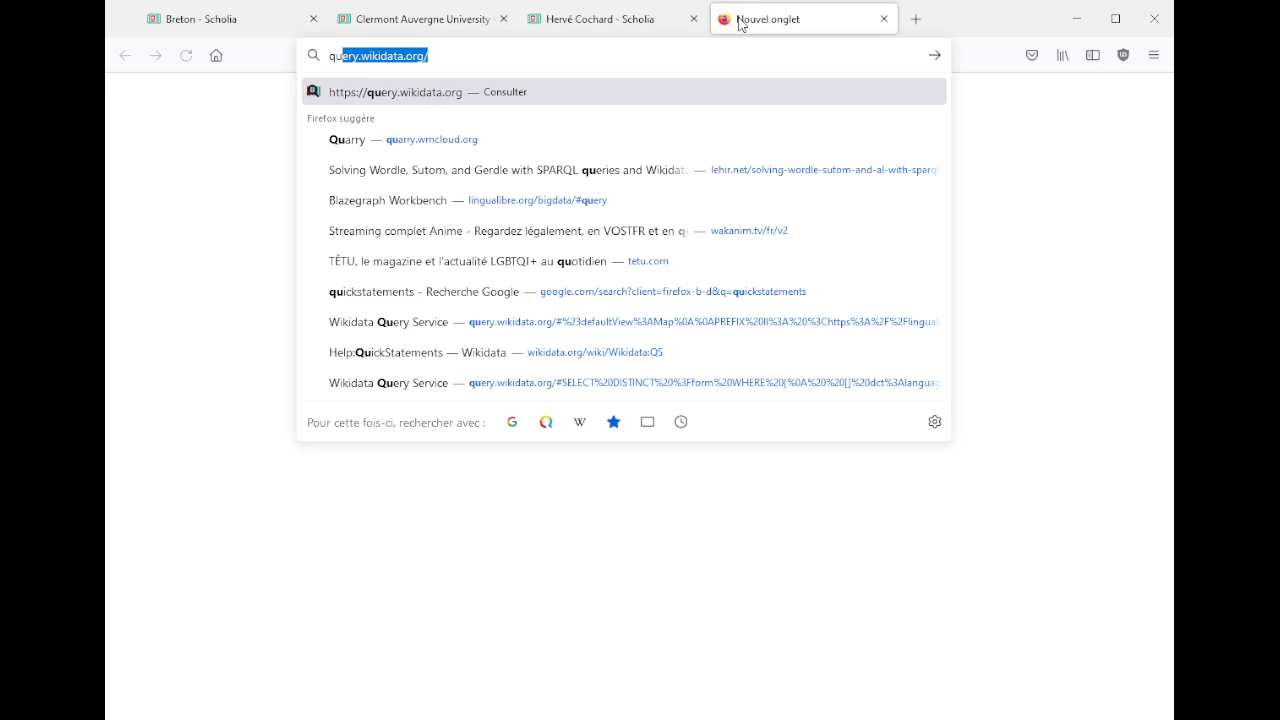 Breton - Scholia
Clermont Auvergne University -
Hervé Cochard - Scholia
Nouvel onglet
query.wikidata.org/
https://query.wikidata.org — Consulter
Firefox suggère
Quarry — quarry.wmcloud.org
Solving Wordle, Sutom, and Gerdle with SPARQL queries and Wikidata — lehir.net/solving-wordle-sutom-and-al-with-sparql
Blazegraph Workbench — lingualibre.org/bigdata/#query
Streaming complet Anime - Regardez légalement, en VOSTFR et en qu — wakanim.tv/fr/v2
TÊTU, le magazine et l'actualité LGBTQI+ au quotidien — tetu.com
quickstatements - Recherche Google — google.com/search?client=firefox-b-d&q=quickstatements
Wikidata Query Service — query.wikidata.org/#%23defaultView%3AMap%0A%0APREFIX%20ll%3A%20%3Chttps%3A%2F%2Flingual
Help:QuickStatements — Wikidata — wikidata.org/wiki/Wikidata:QS
Wikidata Query Service — query.wikidata.org/#SELECT%20DISTINCT%20%3Fform%20WHERE%20{%0A%20%20[]%20dct%3Alanguag
Pour cette fois-ci, rechercher avec :